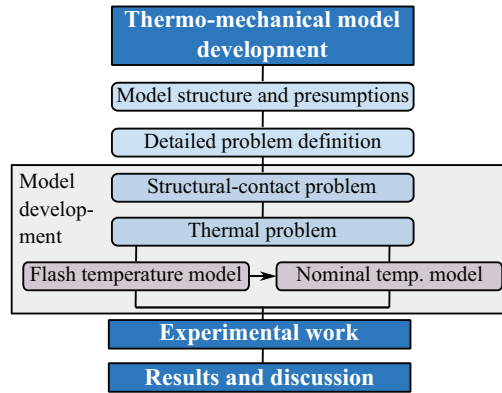 Thermo-mechanical model
development
Model structure and presumptions
Detailed problem definition
Model
develop-
ment
Structural-contact problem
Thermal problem
Flash temperature model
Nominal temp. model
Experimental work
Results and discussion